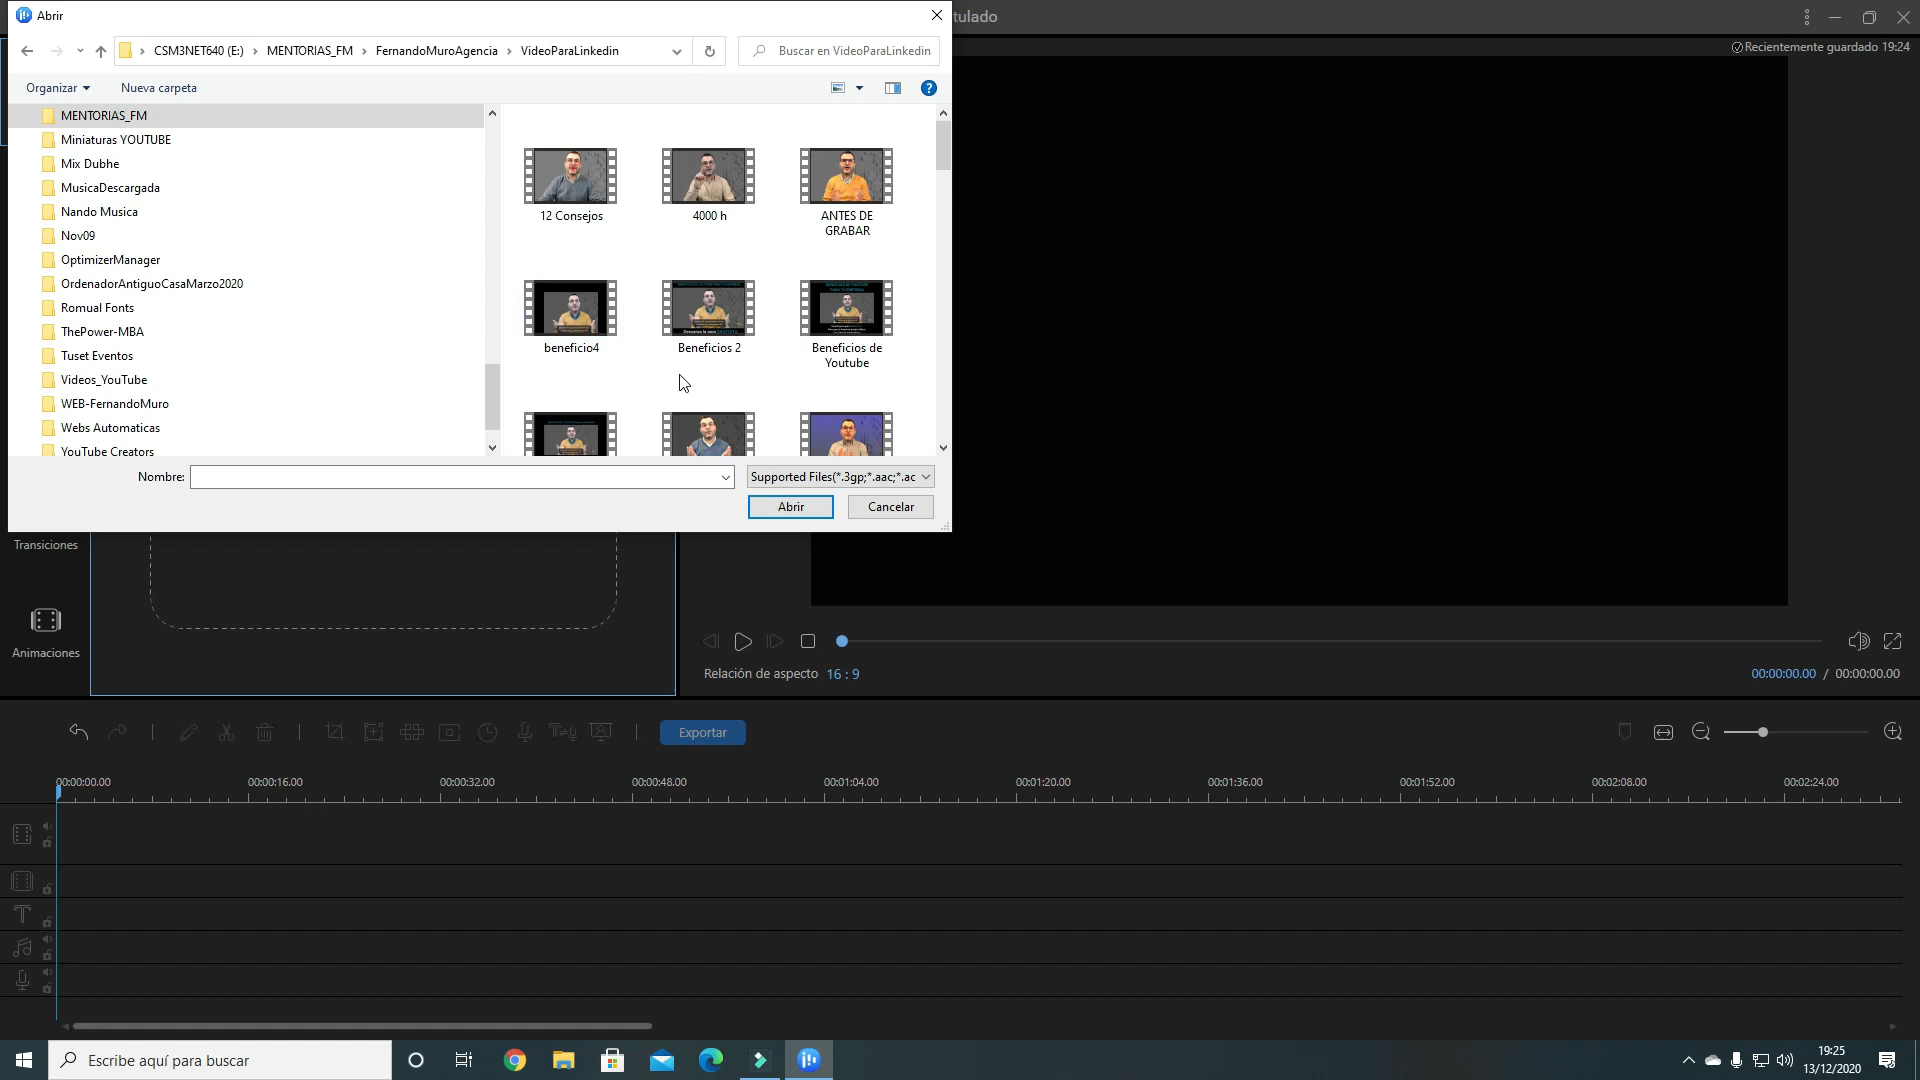 Abrir
tulado
CSM3NET640 (E:) > MENTORIAS_FM > FernandoMuroAgencia > VideoParaLinkedin
Buscar en VideoParaLinkedin
Recientemente guardado 19:24
Organizar
Nueva carpeta
MENTORIAS_FM
Miniaturas YOUTUBE
Mix Dubhe
MusicaDescargada
Nando Musica
Nov09
OptimizerManager
OrdenadorAntiguoCasaMarzo2020
Romual Fonts
ThePower-MBA
Tuset Eventos
Videos_YouTube
WEB-FernandoMuro
Webs Automaticas
YouTube Creators
12 Consejos
4000 h
ANTES DE
GRABAR
beneficio4
Beneficios 2
Beneficios de
Youtube
Nombre:
Supported Files(*.3gp;*.aac;*.ac
Abrir
Cancelar
Transiciones
Animaciones
Relación de aspecto 16 : 9
00:00:00.00 / 00:00:00.00
Exportar
00:00:00.00
00:00:16.00
00:00:32.00
00:00:48.00
00:01:04.00
00:01:20.00
00:01:36.00
00:01:52.00
00:02:08.00
00:02:24.00
Escribe aquí para buscar
19:25
13/12/2020